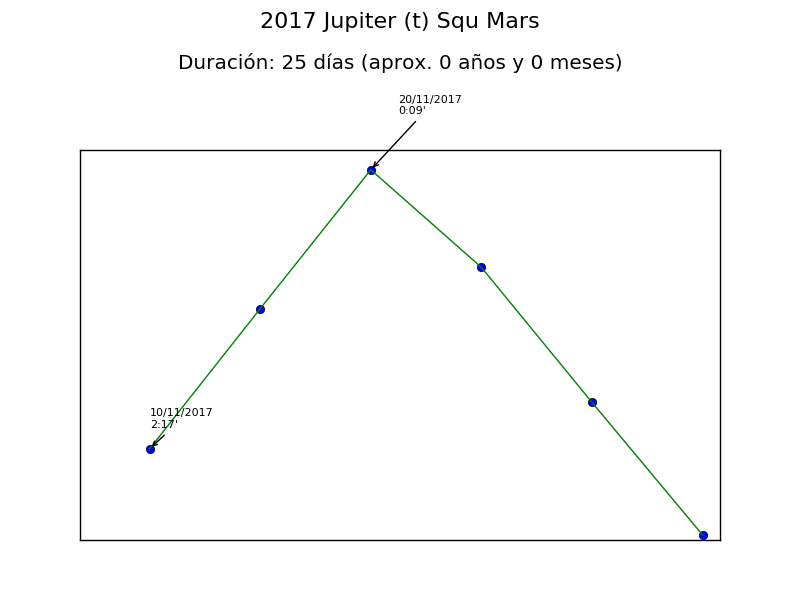 2017 Jupiter (t) Squ Mars
Duración: 25 días (aprox. 0 años y 0 meses)
20/11/2017
0:09'
10/11/2017
2:17'